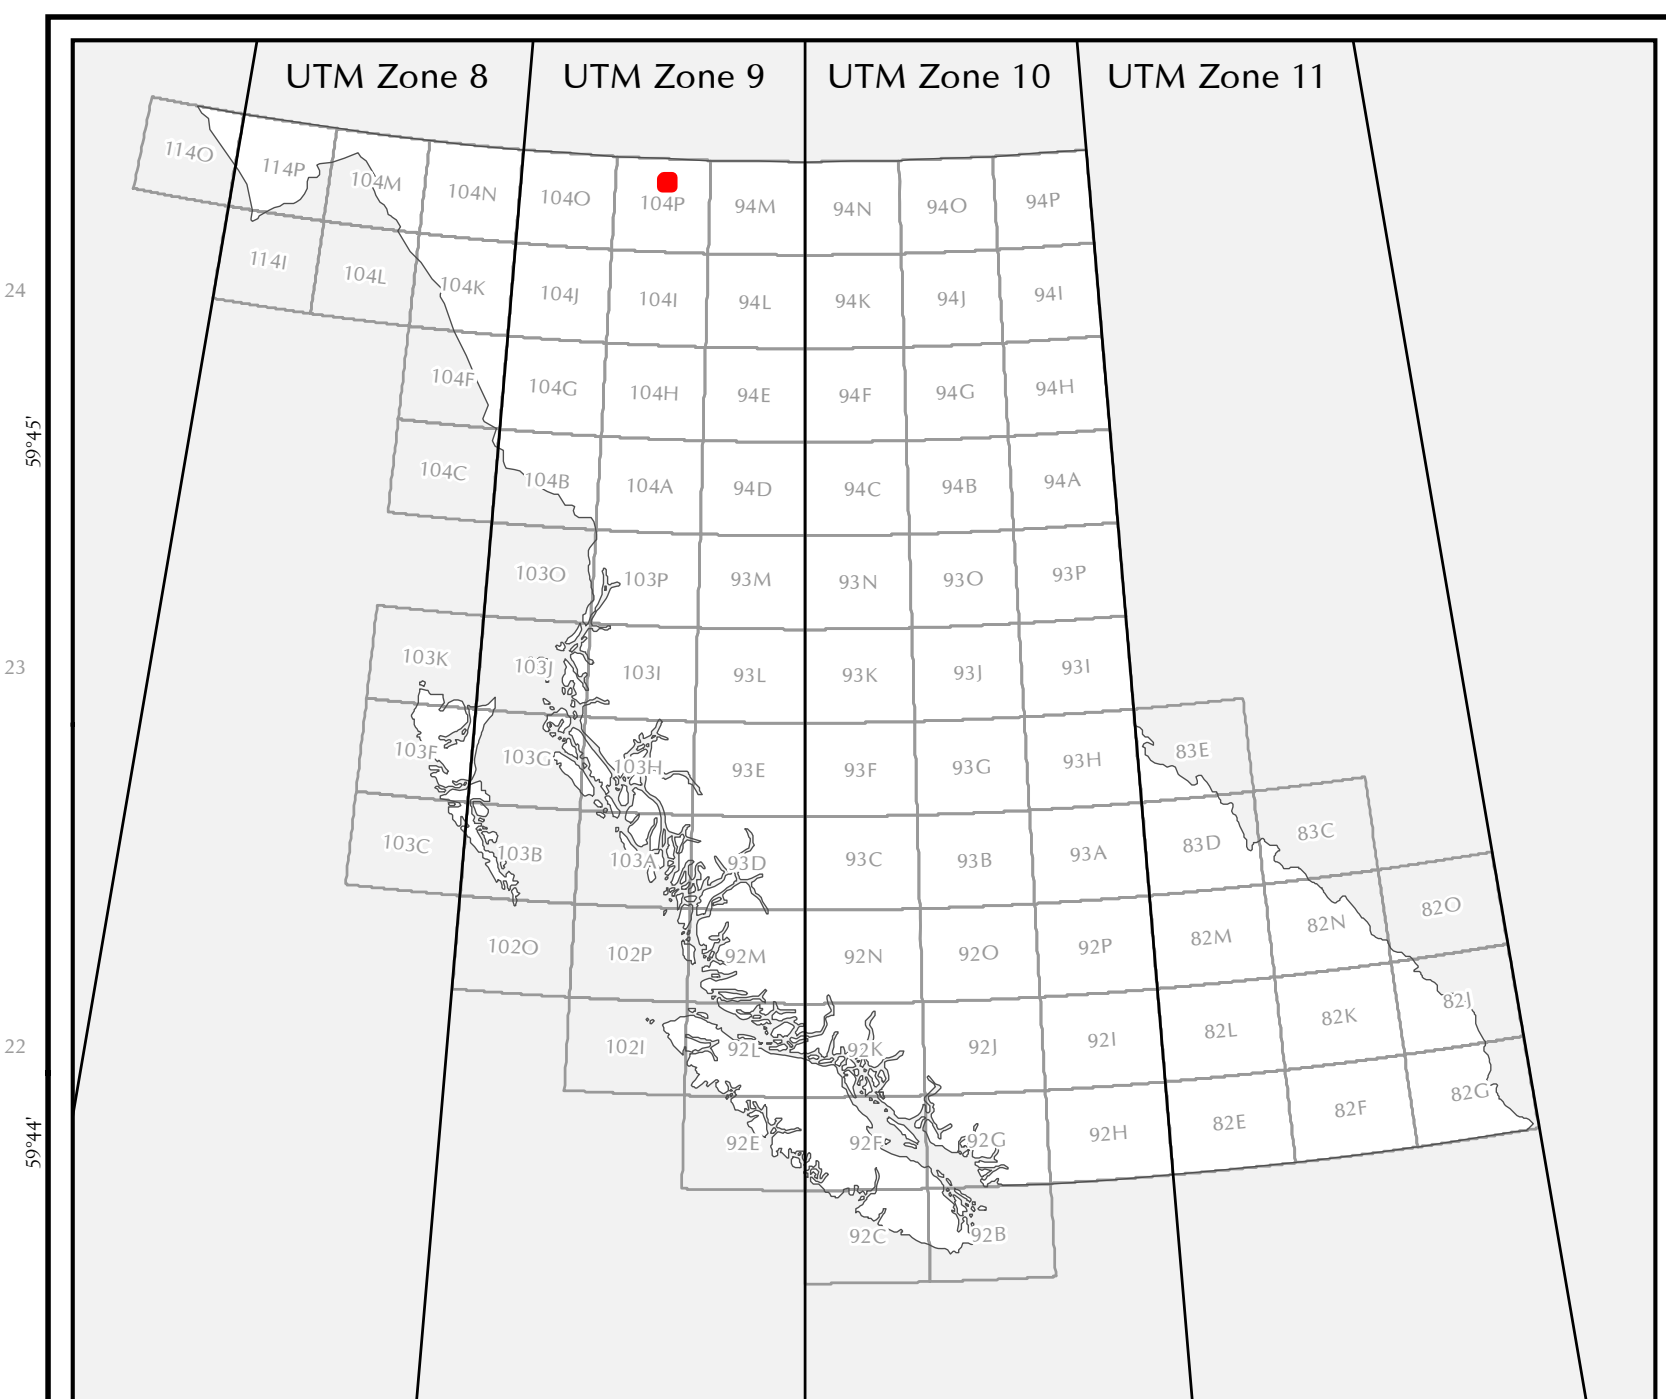 UTM Zone 8 UTM Zone 9 UTM Zone 10 UTM Zone 11
114O 114P 104M 104N 104O 104P 94M 94N 94O 94P
114I 104L 104K 104J 104I 94L 94K 94J 94I
24
104F 104G 104H 94E 94F 94G 94H
59°45'
104C 104B 104A 94D 94C 94B 94A
103O 103P 93M 93N 93O 93P
23
103K 103J 103I 93L 93K 93J 93I
103F 103G 103H 93E 93F 93G 93H 83E
103C 103B 103A 93D 93C 93B 93A 83D 83C
102O 102P 92M 92N 92O 92P 82M 82N 82O
22
102I 92L 92K 92J 92I 82L 82K 82J
59°44'
92E 92F 92G 92H 82E 82F 82G
92C 92B